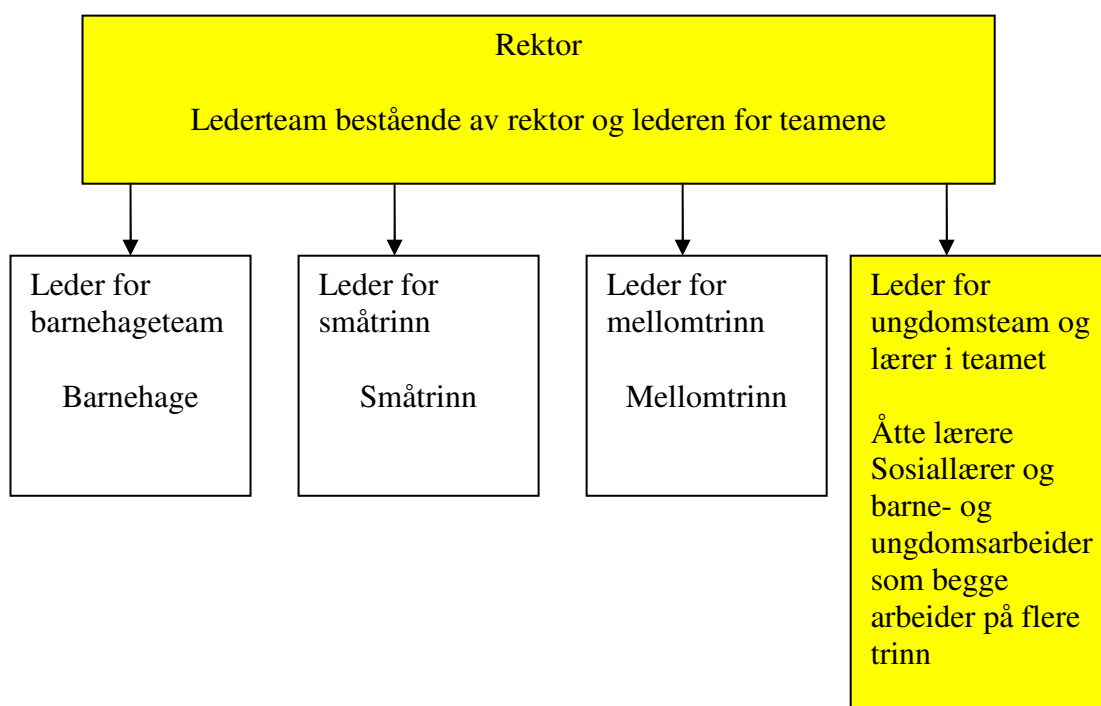 Rektor
Lederteam bestående av rektor og lederen for teamene
Leder for
barnehageteam
Barnehage
Leder for
småtrinn
Småtrinn
Leder for
mellomtrinn
Mellomtrinn
Leder for
ungdomsteam og
lærer i teamet
Åtte lærere
Sosiallærer og
barne- og
ungdomsarbeider
som begge
arbeider på flere
trinn